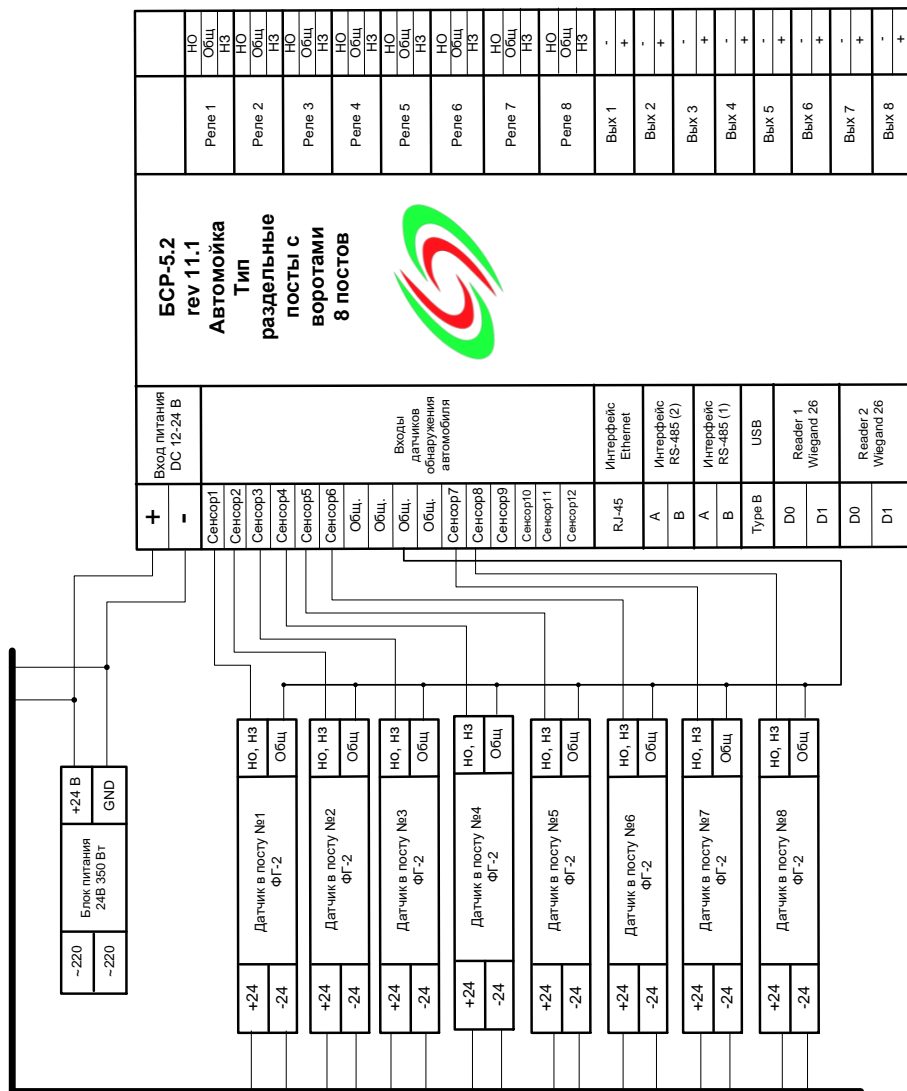 НО
Общ
НЗ
НО
Общ
НЗ
НО
Общ
НЗ
НО
Общ
НЗ
НО
Общ
НЗ
НО
Общ
НЗ
НО
Общ
НЗ
НО
Общ
НЗ
-
+
-
+
-
+
-
+
-
+
-
+
-
+
-
+
Реле 1
Реле 2
Реле 3
Реле 4
Реле 5
Реле 6
Реле 7
Реле 8
Вых 1
Вых 2
Вых 3
Вых 4
Вых 5
Вых 6
Вых 7
Вых 8
БСР-5.2
rev 11.1
Автомойка
Тип
раздельные
посты с
воротами
8 постов
Вход питания
DC 12-24 В
Входы
датчиков
обнаружения
автомобиля
Интерфейс
Ethernet
Интерфейс
RS-485 (2)
Интерфейс
RS-485 (1)
USB
Reader 1
Wiegand 26
Reader 2
Wiegand 26
+
-
Сенсор1
Сенсор2
Сенсор3
Сенсор4
Сенсор5
Сенсор6
Общ.
Общ.
Общ.
Общ.
Сенсор7
Сенсор8
Сенсор9
Сенсор10
Сенсор11
Сенсор12
RJ-45
A
B
A
B
Type B
D0
D1
D0
D1
+24 В
GND
Блок питания
24В 350 Вт
~220
~220
но, нз
Общ
Датчик в посту №1
ФГ-2
+24
-24
но, нз
Общ
Датчик в посту №2
ФГ-2
+24
-24
но, нз
Общ
Датчик в посту №3
ФГ-2
+24
-24
но, нз
Общ
Датчик в посту №4
ФГ-2
+24
-24
но, нз
Общ
Датчик в посту №5
ФГ-2
+24
-24
но, нз
Общ
Датчик в посту №6
ФГ-2
+24
-24
но, нз
Общ
Датчик в посту №7
ФГ-2
+24
-24
но, нз
Общ
Датчик в посту №8
ФГ-2
+24
-24